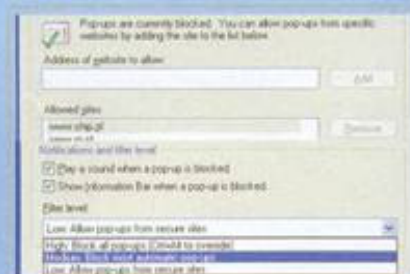 Pop-ups are currently blocked. You can allow pop-ups from specific
websites by adding the site to the list below.
Address of website to allow:
Add
Allowed sites:
Remove
Notifications and filter level
Play a sound when a pop-up is blocked.
Show Information Bar when a pop-up is blocked.
Filter level:
Low: Allow pop-ups from secure sites
High: Block all pop-ups (Ctrl+Alt to override)
Medium: Block most automatic pop-ups
Low: Allow pop-ups from secure sites